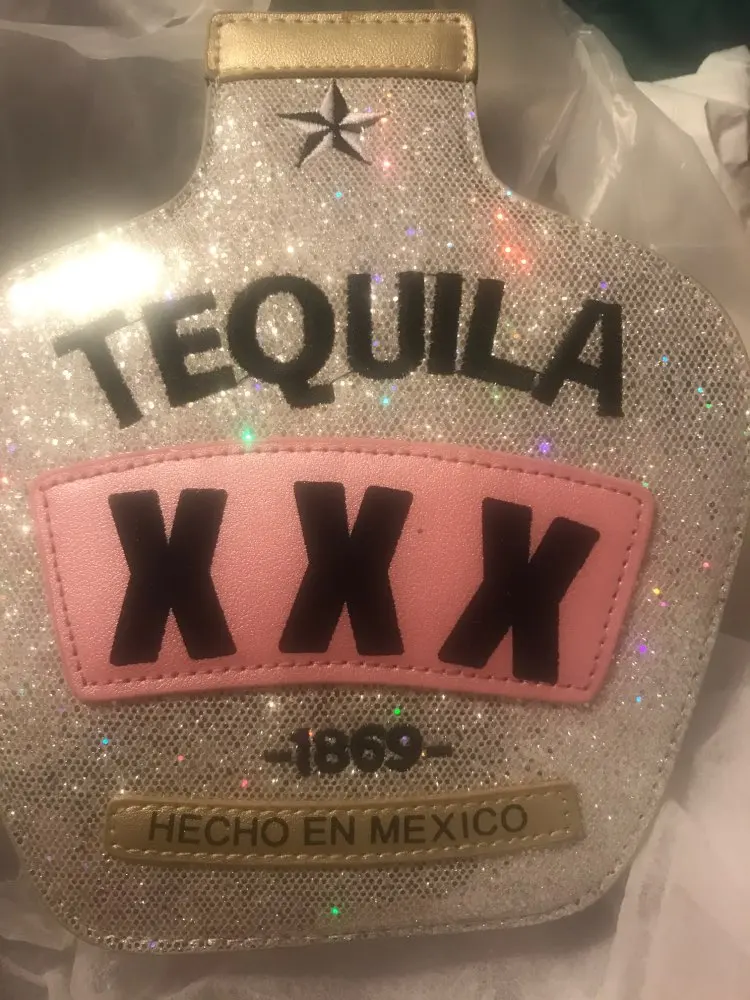 TEQUILA
XXX
-1869-
HECHO EN MEXICO